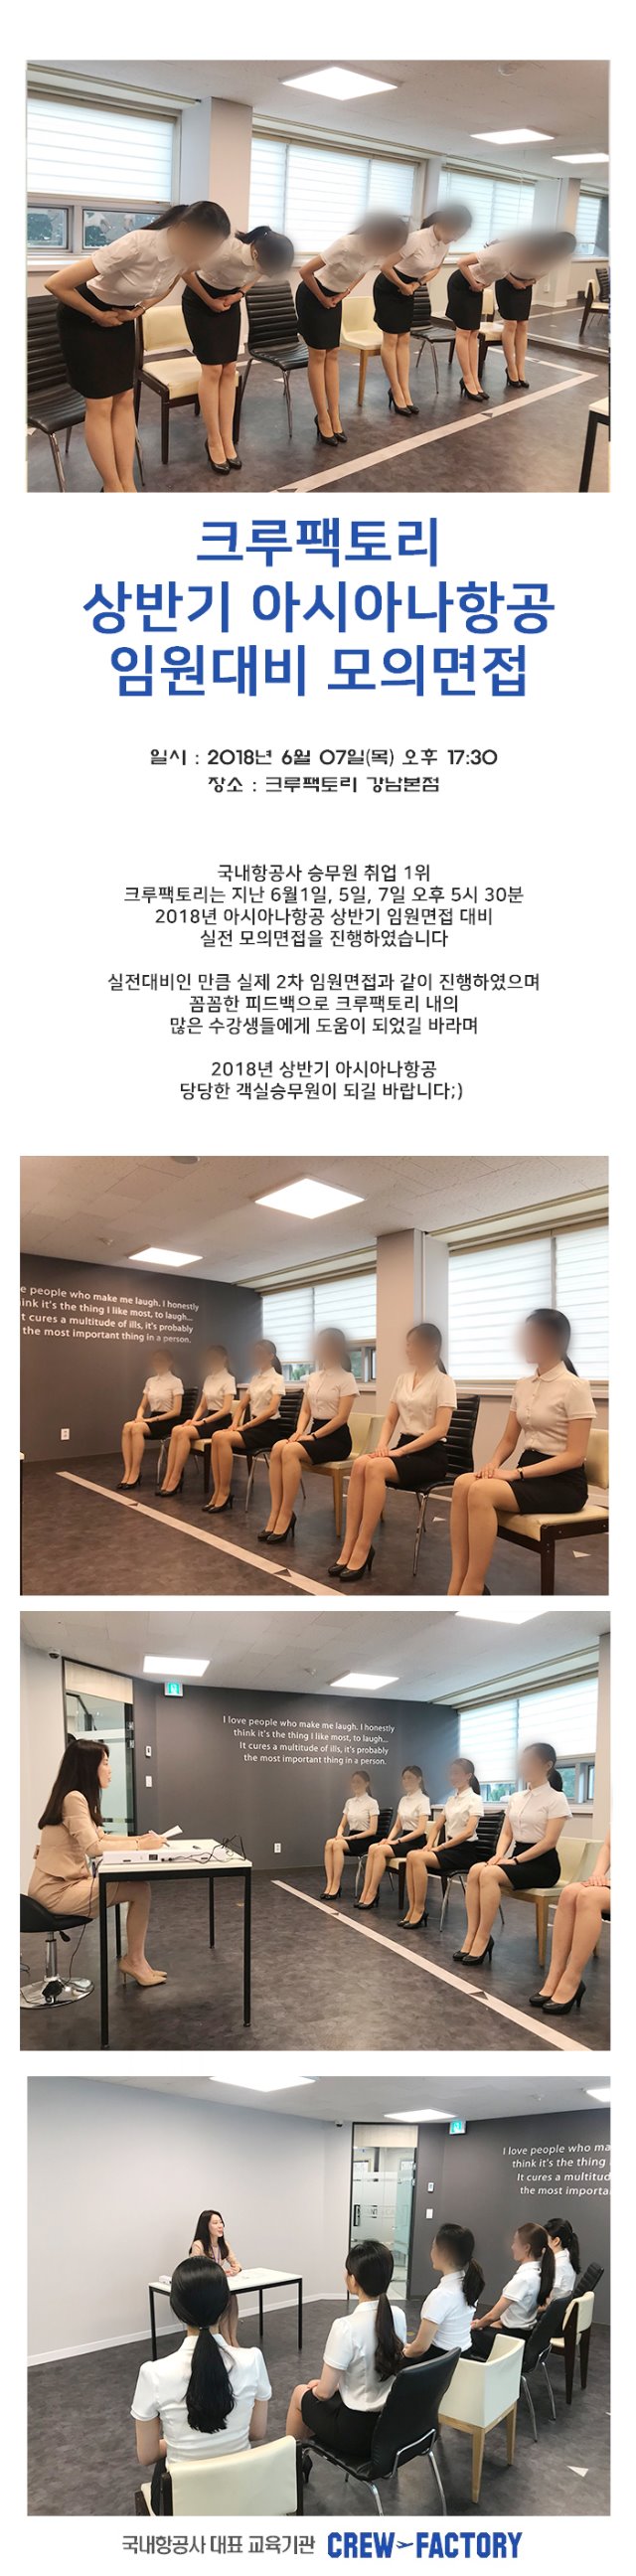 크루팩토리
상반기 아시아나항공
임원대비 모의면접
일시 : 2018년 6월 07일(목) 오후 17:30
장소 : 크루팩토리 강남본점
국내항공사 승무원 취업 1위
크루팩토리는 지난 6월1일, 5일, 7일 오후 5시 30분
2018년 아시아나항공 상반기 임원면접 대비
실전 모의면접을 진행하였습니다
실전대비인 만큼 실제 2차 임원면접과 같이 진행하였으며
꼼꼼한 피드백으로 크루팩토리 내의
많은 수강생들에게 도움이 되었길 바라며
2018년 상반기 아시아나항공
당당한 객실승무원이 되길 바랍니다;)
e people who make me laugh. I honestly
ink it's the thing I like most, to laugh...
t cures a multitude of ills, it's probably
the most important thing in a person.
I love people who make me laugh. I honestly
think it's the thing I like most, to laugh...
It cures a multitude of ills, it's probably
the most important thing in a person.
I love people who ma
think it's the thing
It cures a multitud
the most importa
국내항공사 대표 교육기관 CREW FACTORY